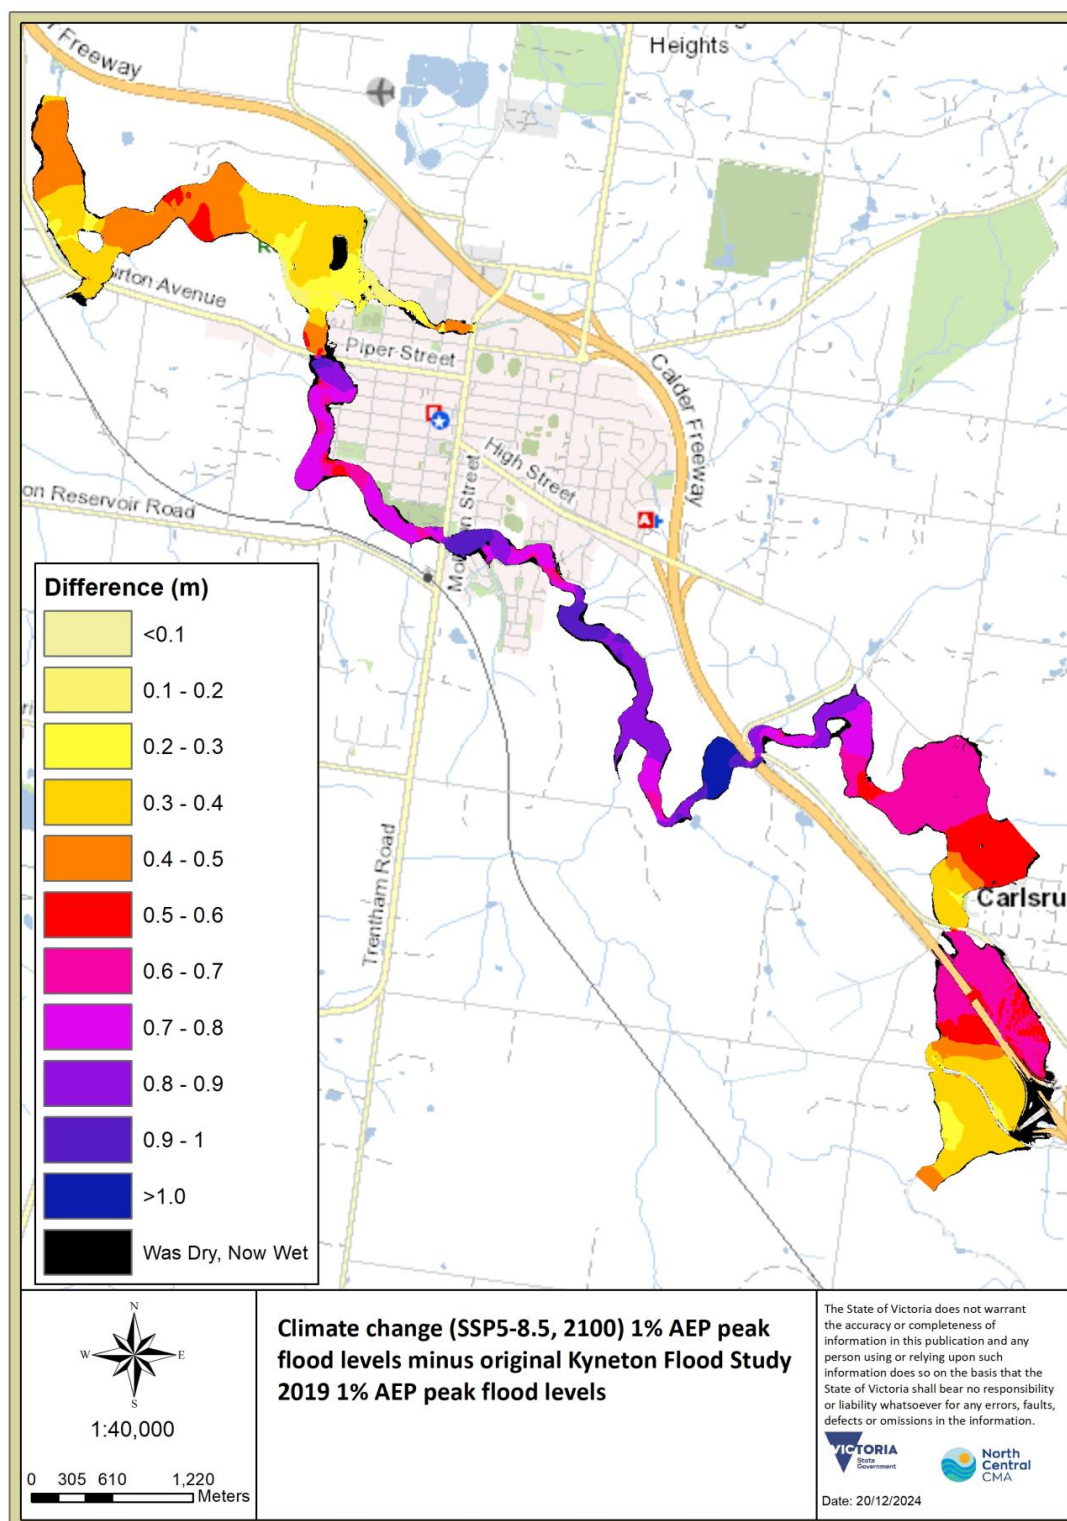 Heights
r Freeway
rton Avenue
Piper Street
Calder Freeway
High Street
on Reservoir Road
Street
A
Trentham Road
Carlsru
Difference (m)
<0.1
0.1 - 0.2
0.2 - 0.3
0.3 - 0.4
0.4 - 0.5
0.5 - 0.6
0.6 - 0.7
0.7 - 0.8
0.8 - 0.9
0.9 - 1
>1.0
Was Dry, Now Wet
N
W E
S
1:40,000
0 305 610 1,220
Meters
Climate change (SSP5-8.5, 2100) 1% AEP peak
flood levels minus original Kyneton Flood Study
2019 1% AEP peak flood levels
The State of Victoria does not warrant
the accuracy or completeness of
information in this publication and any
person using or relying upon such
information does so on the basis that the
State of Victoria shall bear no responsibility
or liability whatsoever for any errors, faults,
defects or omissions in the information.
VICTORIA
State
Government
North
Central
CMA
Date: 20/12/2024